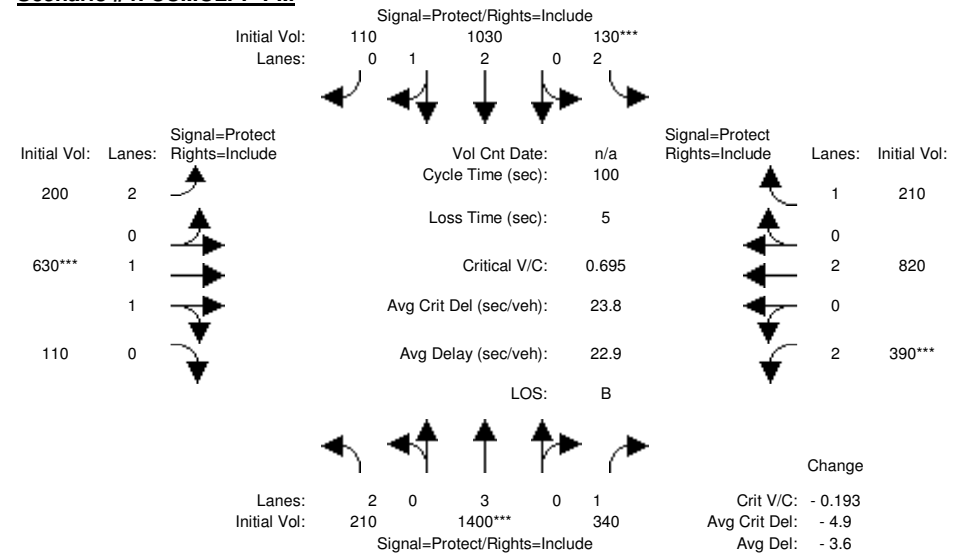 Signal=Protect/Rights=Include
Initial Vol: 110 1030 130***
Lanes: 0 1 2 0 2
Signal=Protect Signal=Protect
Initial Vol: Lanes: Rights=Include Vol Cnt Date: n/a Rights=Include Lanes: Initial Vol:
Cycle Time (sec): 100
200 2 1 210
Loss Time (sec): 5
0 0
630*** 1 Critical V/C: 0.695 2 820
1 Avg Crit Del (sec/veh): 23.8 0
110 0 Avg Delay (sec/veh): 22.9 2 390***
LOS: B
Change
Lanes: 2 0 3 0 1 Crit V/C: - 0.193
Initial Vol: 210 1400*** 340 Avg Crit Del: - 4.9
Signal=Protect/Rights=Include Avg Del: - 3.6